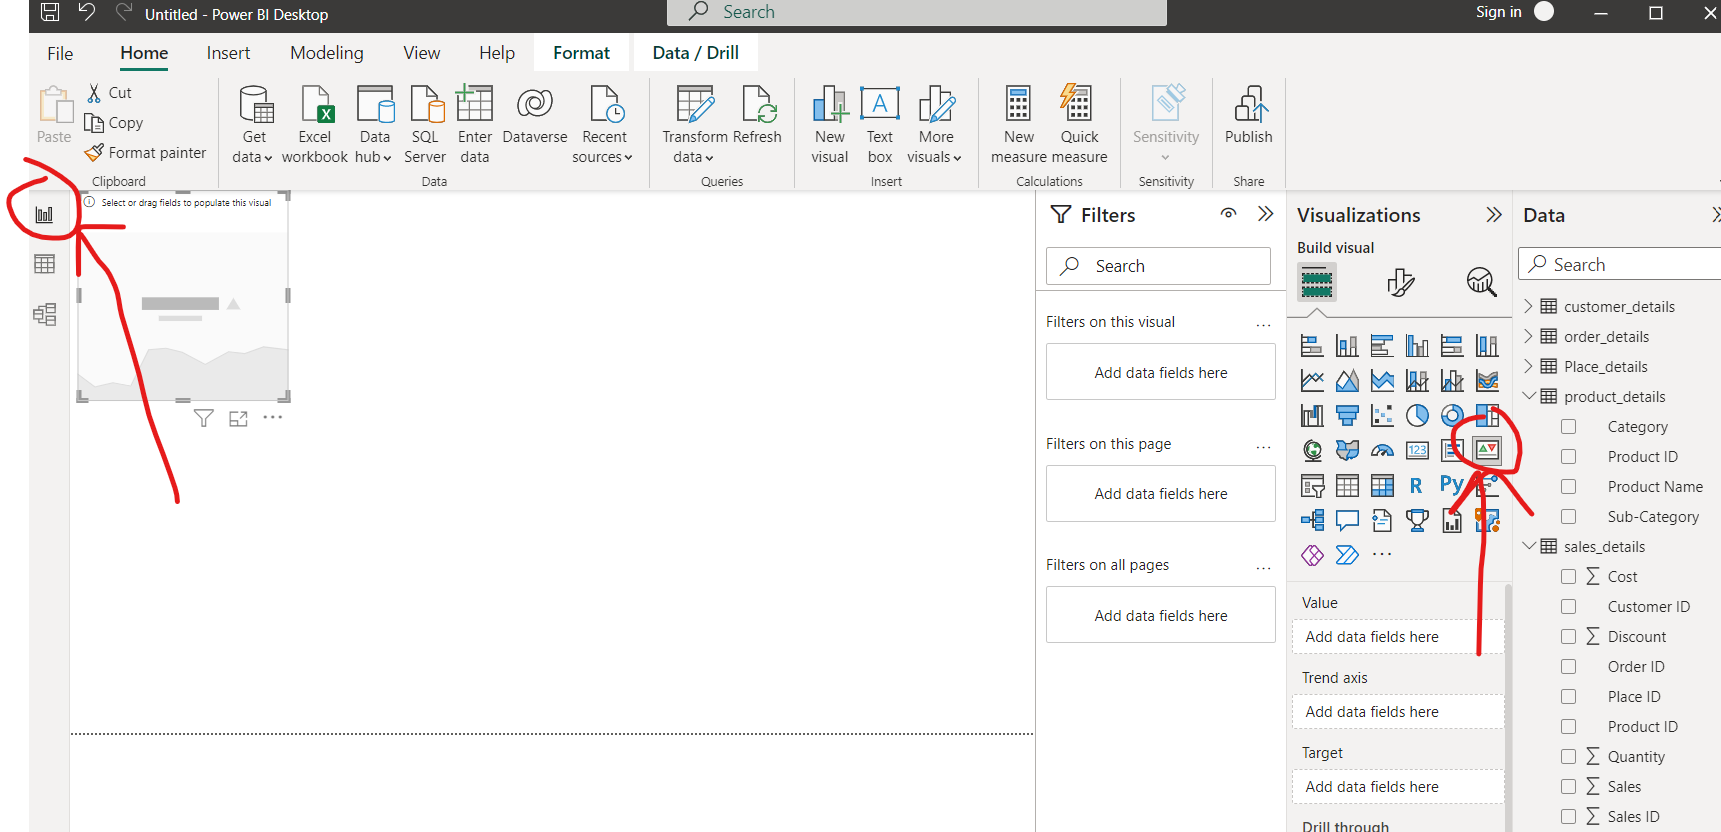 Untitled - Power BI Desktop
Search
Sign in
File
Home
Insert
Modeling
View
Help
Format
Data / Drill
Paste
Cut
Copy
Format painter
Clipboard
Get data
Excel workbook
Data hub
SQL Server
Enter data
Dataverse
Recent sources
Data
Transform data
Refresh
Queries
New visual
Text box
More visuals
Insert
New measure
Quick measure
Calculations
Sensitivity
Sensitivity
Publish
Share
Select or drag fields to populate this visual
Filters
Search
Filters on this visual
...
Add data fields here
Filters on this page
...
Add data fields here
Filters on all pages
...
Add data fields here
Visualizations
Build visual
123
R
Py
...
Value
Add data fields here
Trend axis
Add data fields here
Target
Add data fields here
Drill through
Data
Search
customer_details
order_details
Place_details
product_details
Category
Product ID
Product Name
Sub-Category
sales_details
∑ Cost
Customer ID
∑ Discount
Order ID
Place ID
Product ID
∑ Quantity
∑ Sales
∑ Sales ID